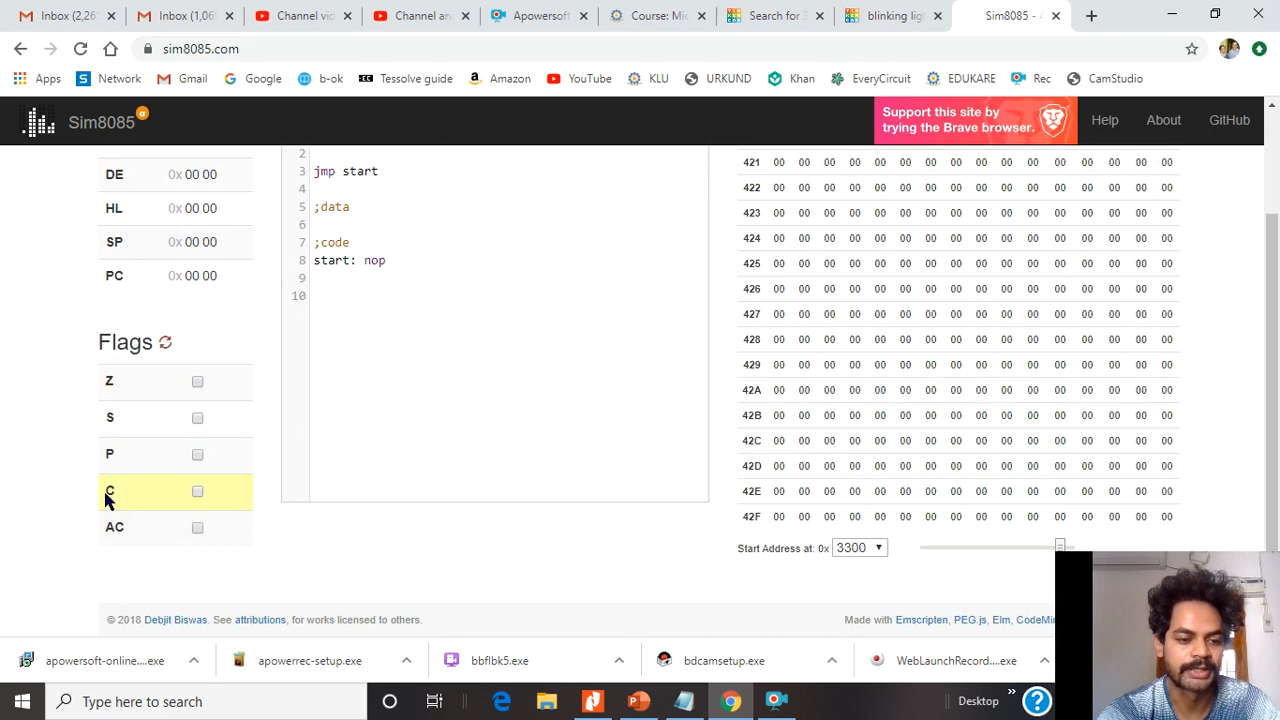 Inbox (2,26
Inbox (1,06
Channel vid
Channel an
Apowersoft
Course: Mic
Search for 3
blinking lig
Sim8085 - A
sim8085.com
Apps
Network
Gmail
Google
b-ok
Tessolve guide
Amazon
YouTube
KLU
URKUND
Khan
EveryCircuit
EDUKARE
Rec
CamStudio
Sim8085 α
Support this site by
trying the Brave browser.
Help
About
GitHub
DE 0x 00 00
HL 0x 00 00
SP 0x 00 00
PC 0x 00 00
Flags
Z
S
P
C
AC
2
3 jmp start
4
5 ;data
6
7 ;code
8 start: nop
9
10
421 00 00 00 00 00 00 00 00 00 00 00 00 00 00 00 00
422 00 00 00 00 00 00 00 00 00 00 00 00 00 00 00 00
423 00 00 00 00 00 00 00 00 00 00 00 00 00 00 00 00
424 00 00 00 00 00 00 00 00 00 00 00 00 00 00 00 00
425 00 00 00 00 00 00 00 00 00 00 00 00 00 00 00 00
426 00 00 00 00 00 00 00 00 00 00 00 00 00 00 00 00
427 00 00 00 00 00 00 00 00 00 00 00 00 00 00 00 00
428 00 00 00 00 00 00 00 00 00 00 00 00 00 00 00 00
429 00 00 00 00 00 00 00 00 00 00 00 00 00 00 00 00
42A 00 00 00 00 00 00 00 00 00 00 00 00 00 00 00 00
42B 00 00 00 00 00 00 00 00 00 00 00 00 00 00 00 00
42C 00 00 00 00 00 00 00 00 00 00 00 00 00 00 00 00
42D 00 00 00 00 00 00 00 00 00 00 00 00 00 00 00 00
42E 00 00 00 00 00 00 00 00 00 00 00 00 00 00 00 00
42F 00 00 00 00 00 00 00 00 00 00 00 00 00 00 00 00
Start Address at: 0x 3300
© 2018 Debjit Biswas. See attributions, for works licensed to others.
Made with Emscripten, PEG.js, Elm, CodeMir
apowersoft-online....exe
apowerrec-setup.exe
bbflbk5.exe
bdcamsetup.exe
WebLaunchRecord....exe
Type here to search
Desktop